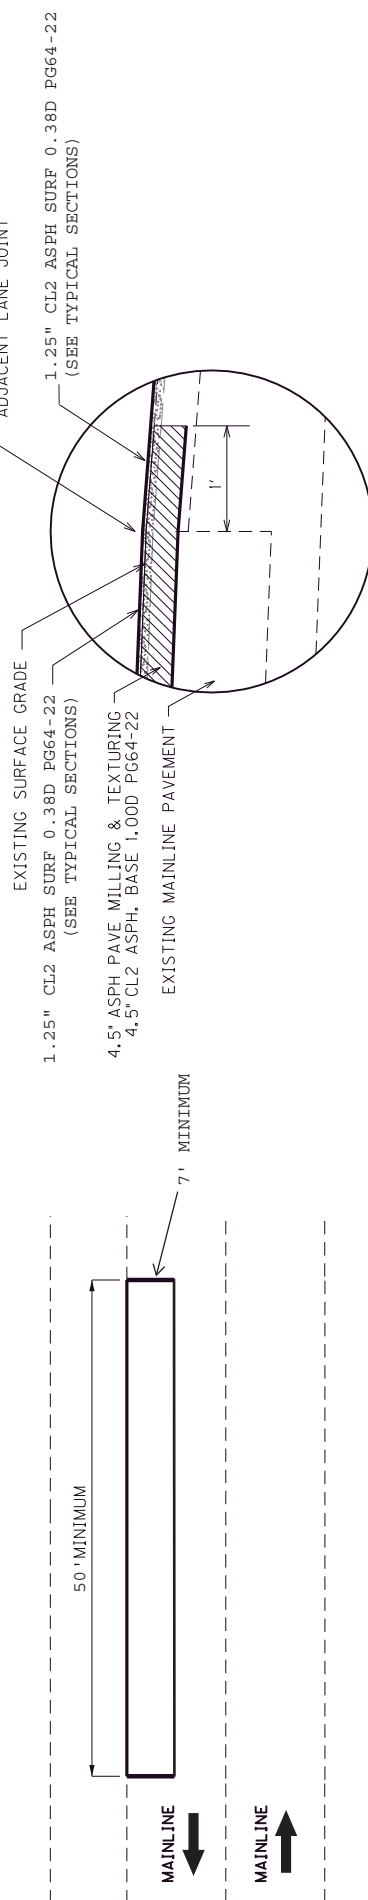 ADJACENT LANE JOINT
1.25" CL2 ASPH SURF 0.38D PG64-22
(SEE TYPICAL SECTIONS)
EXISTING SURFACE GRADE
1.25" CL2 ASPH SURF 0.38D PG64-22
(SEE TYPICAL SECTIONS)
4.5" ASPH PAVE MILLING & TEXTURING
4.5" CL2 ASPH. BASE 1.00D PG64-22
EXISTING MAINLINE PAVEMENT
1'
7' MINIMUM
50' MINIMUM
MAINLINE
MAINLINE